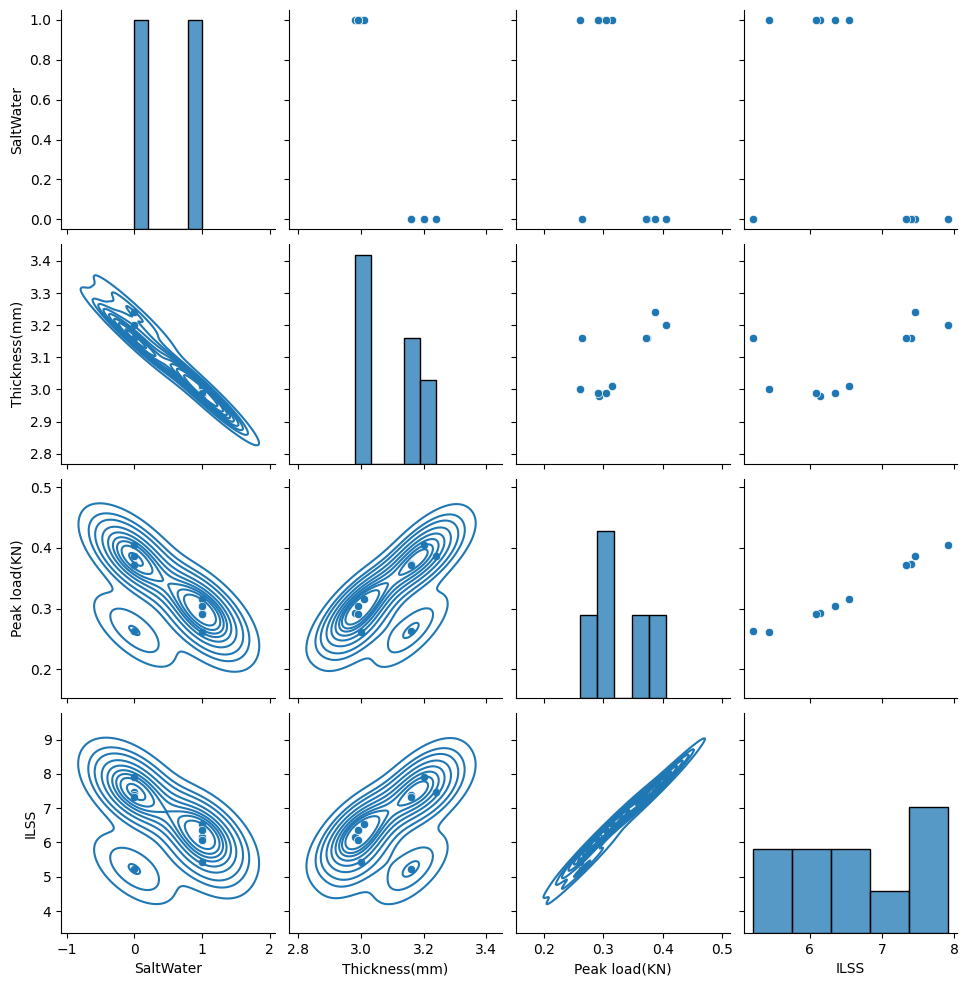 1.0
0.8
0.6
0.4
0.2
0.0
SaltWater
3.4
3.3
3.2
3.1
3.0
2.9
2.8
Thickness(mm)
0.5
0.4
0.3
0.2
Peak load(KN)
9
8
7
6
5
4
ILSS
−1 0 1 2
SaltWater
2.8 3.0 3.2 3.4
Thickness(mm)
0.2 0.3 0.4 0.5
Peak load(KN)
6 7 8
ILSS